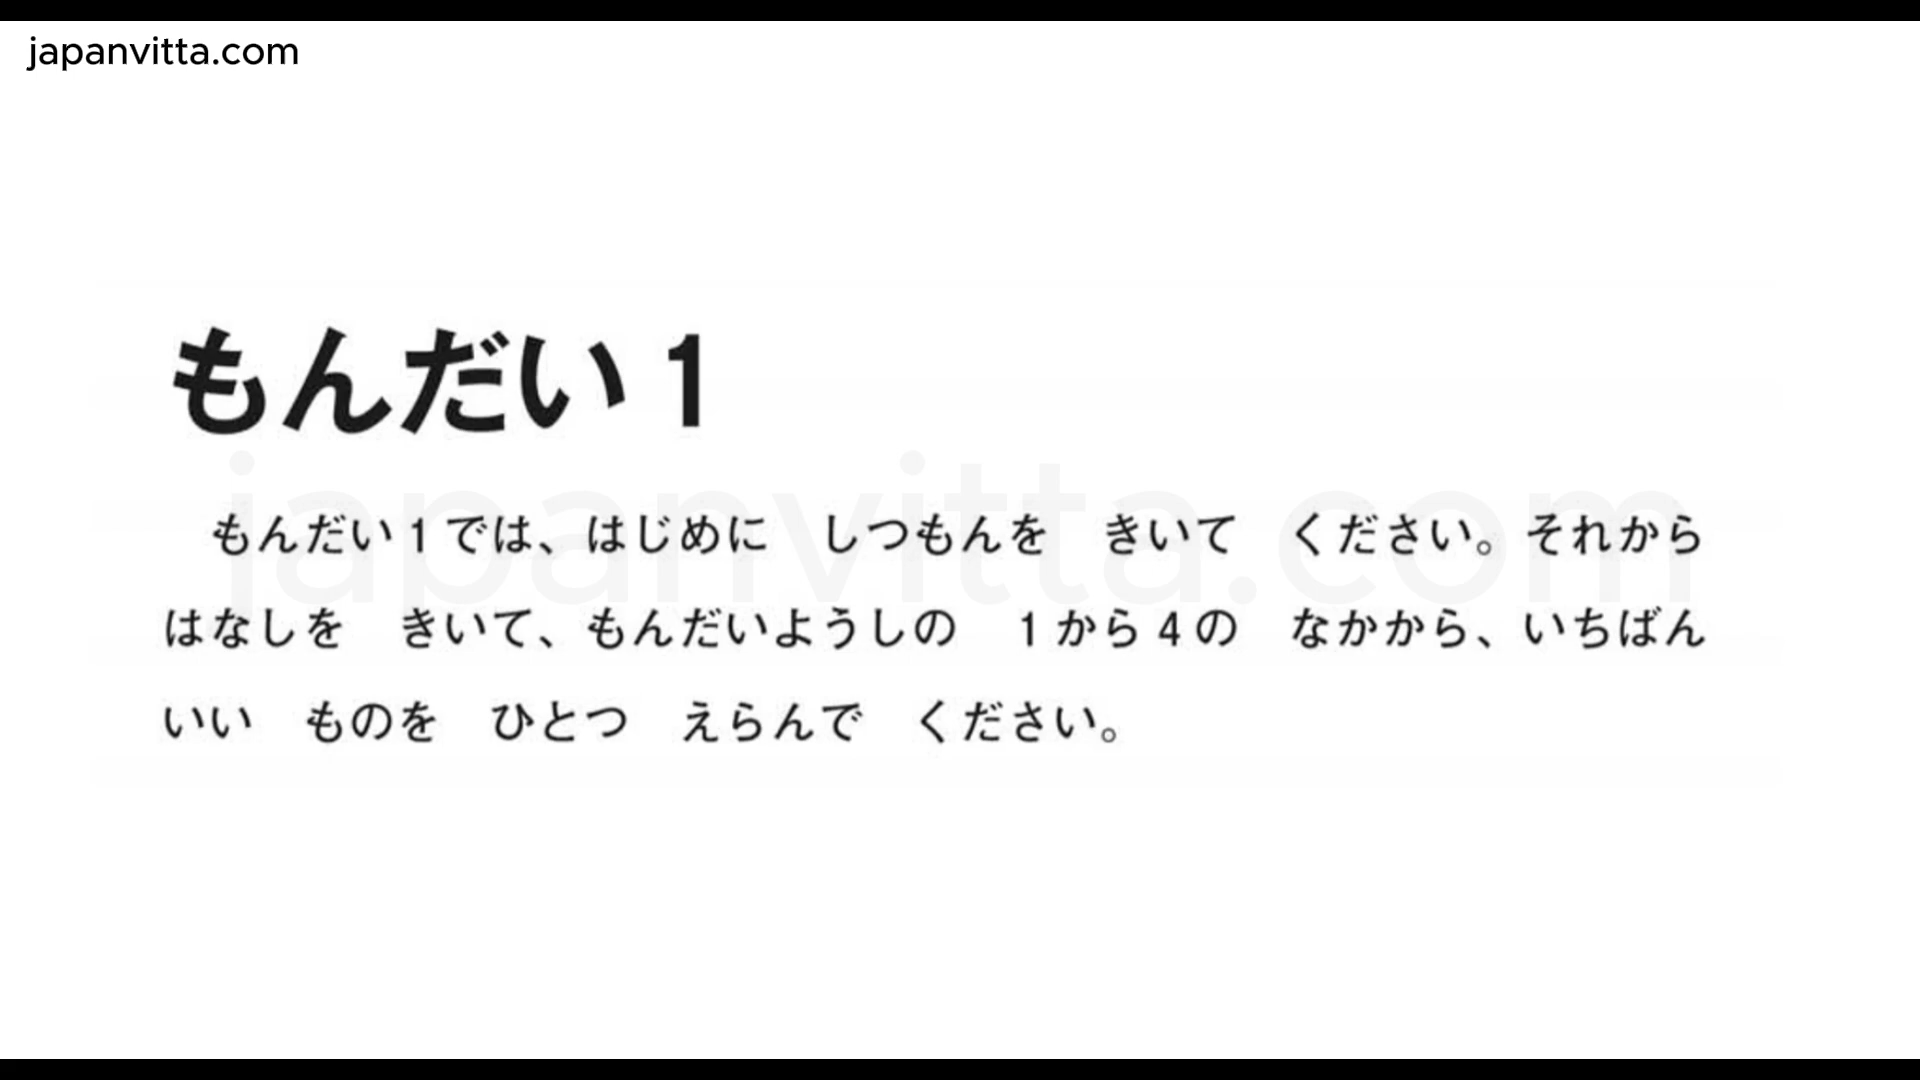 japanvitta.com
もんだい1
もんだい1では、はじめに　しつもんを　きいて　ください。それから
はなしを　きいて、もんだいようしの　1から4の　なかから、いちばん
いい　ものを　ひとつ　えらんで　ください。
japanvitta.com